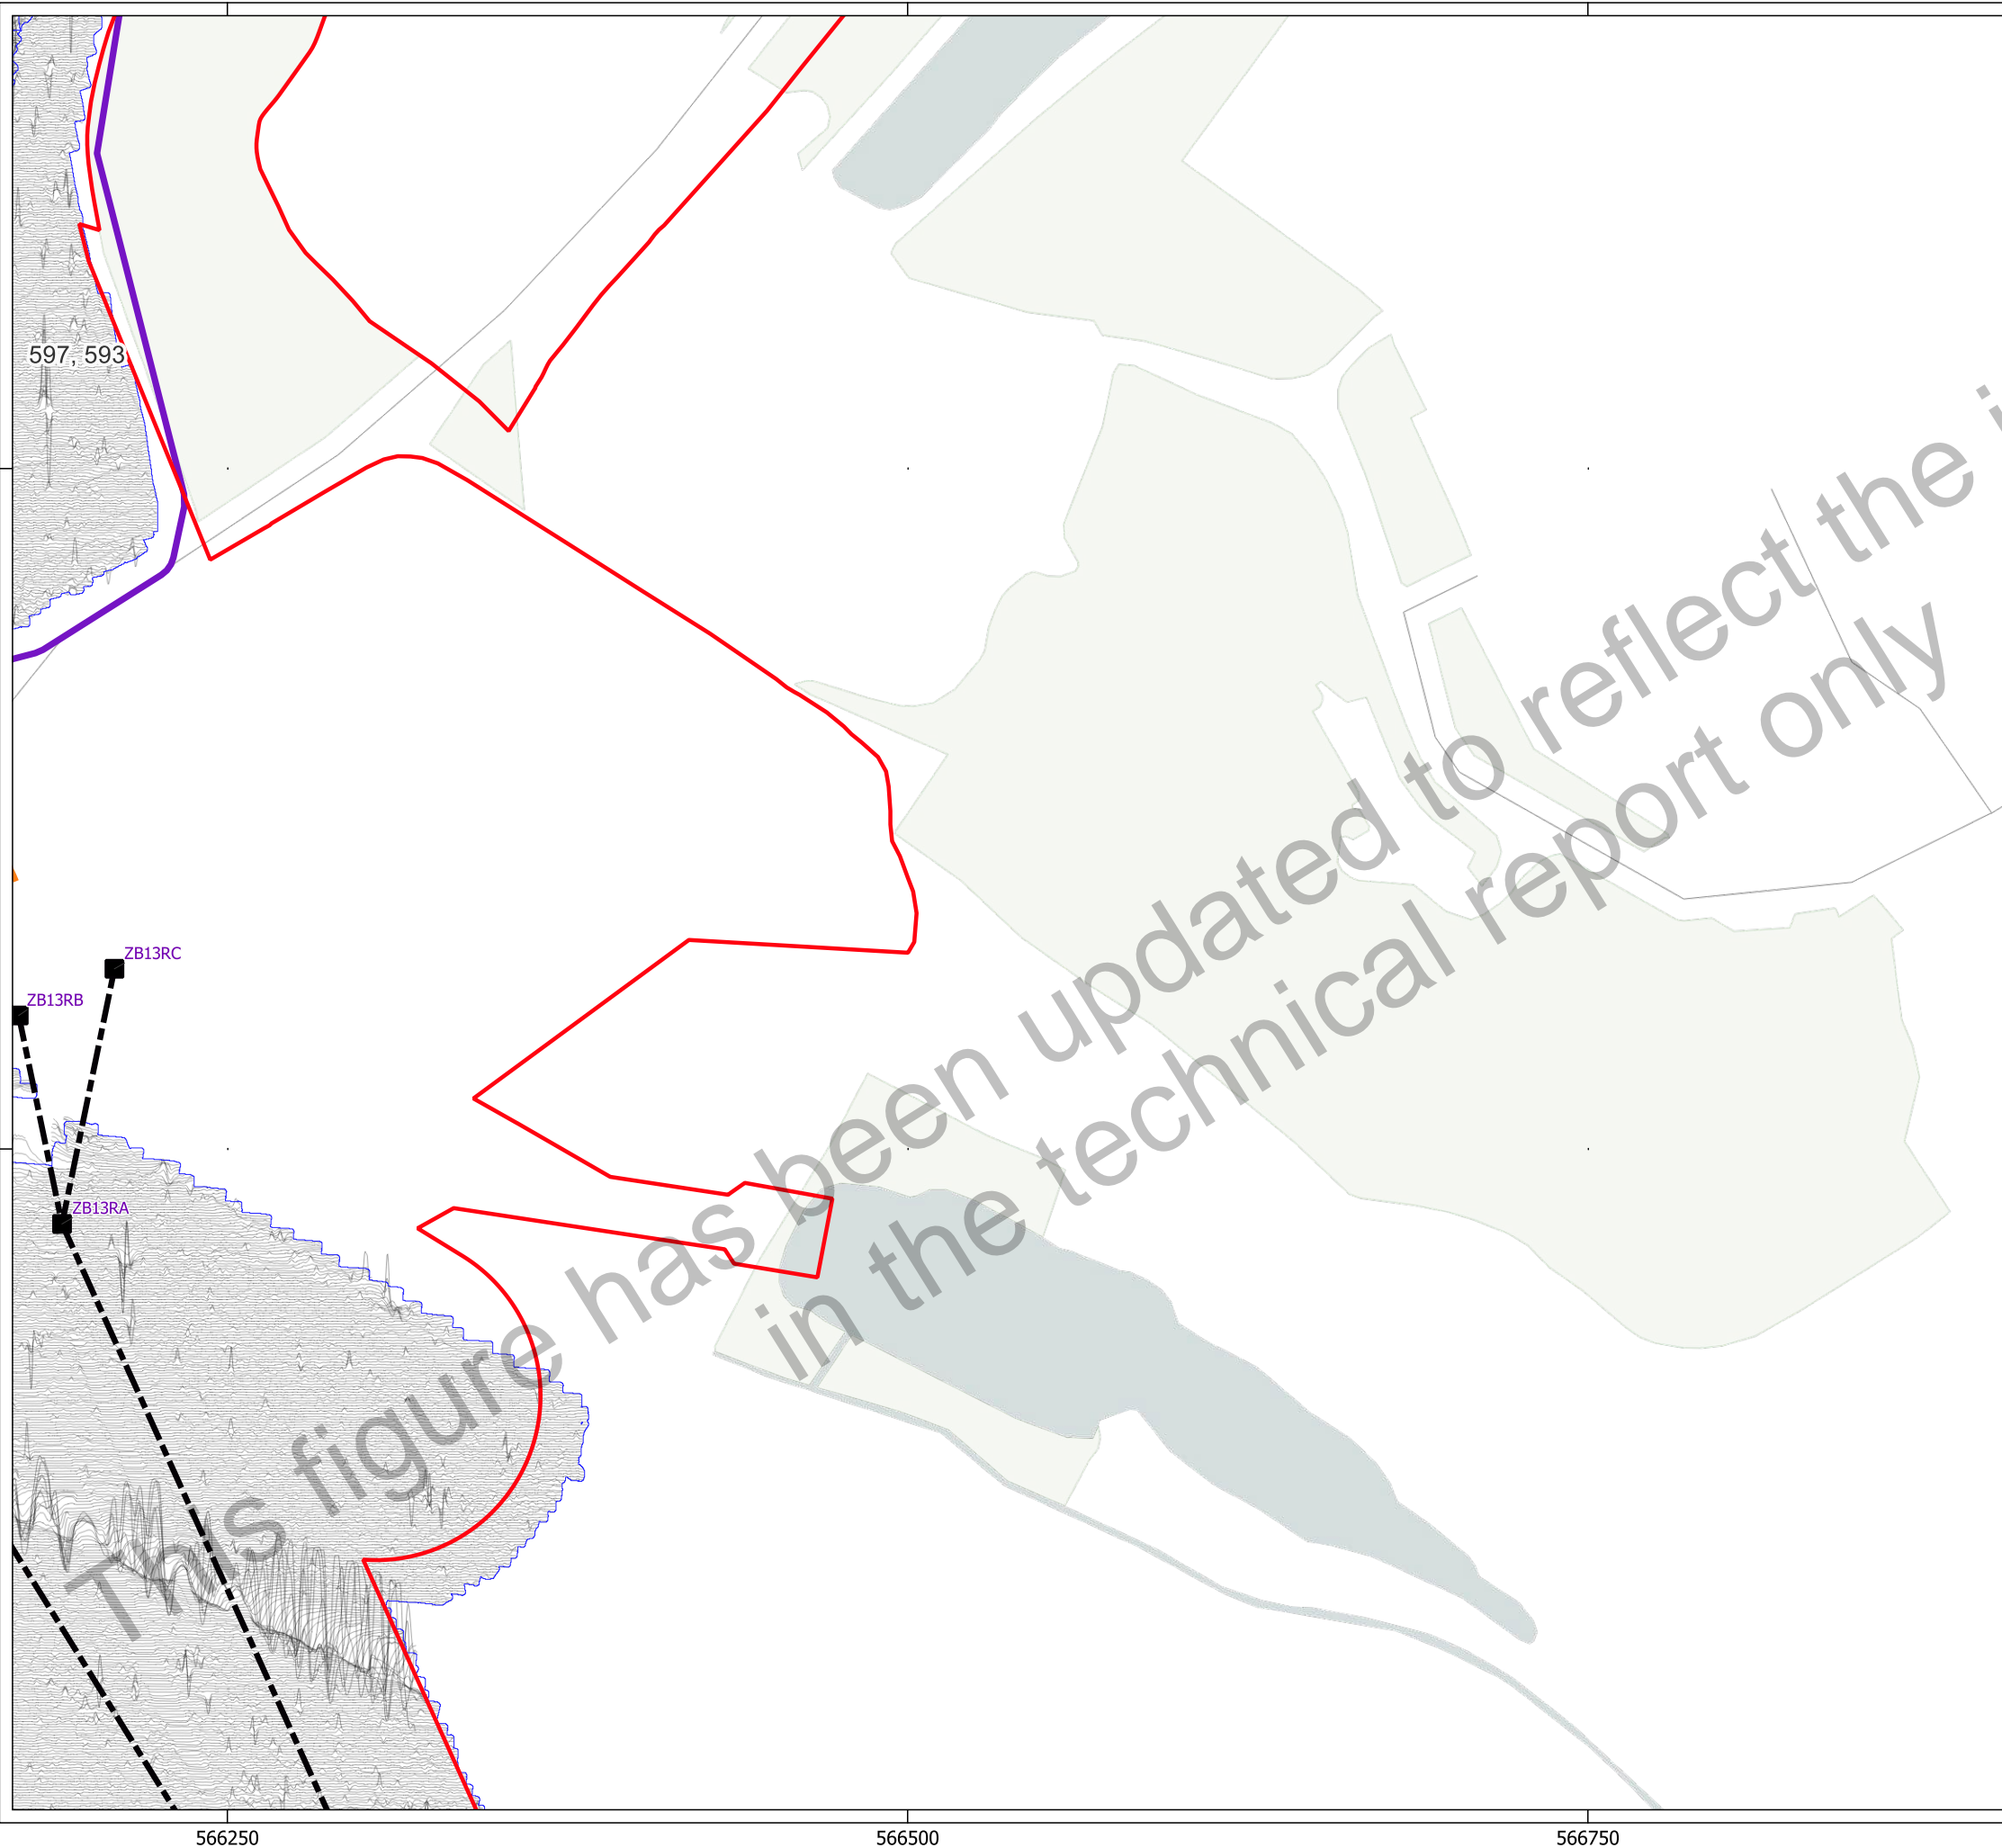 597, 593
ZB13RC
ZB13RB
ZB13RA
This figure has been updated to reflect the
in the technical report only
566250
566500
566750